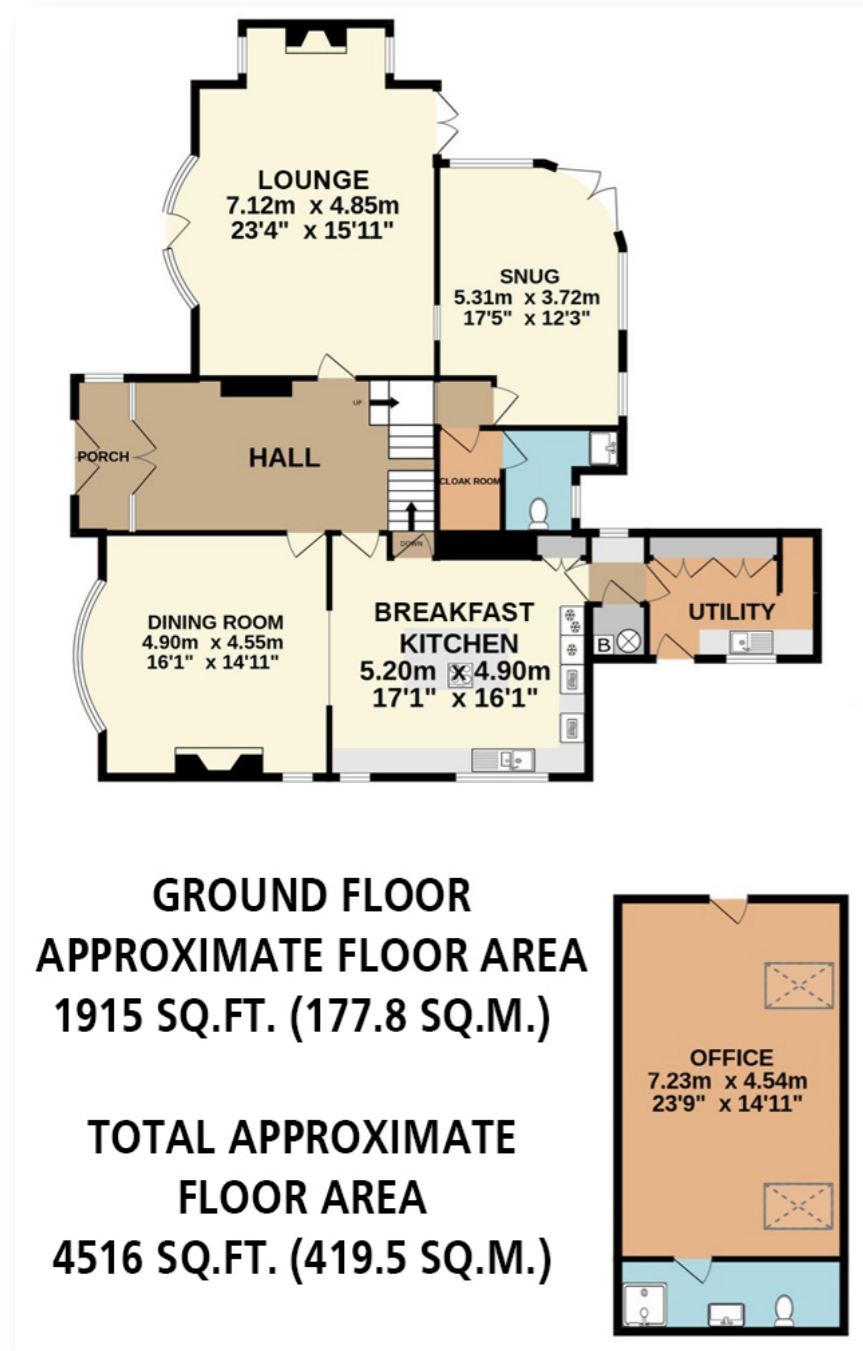 LOUNGE
7.12m x 4.85m
23'4" x 15'11"
SNUG
5.31m x 3.72m
17'5" x 12'3"
UP
PORCH
HALL
CLOAK ROOM
DOWN
DINING ROOM
4.90m x 4.55m
16'1" x 14'11"
BREAKFAST
KITCHEN
5.20m x 4.90m
17'1" x 16'1"
UTILITY
B
GROUND FLOOR
APPROXIMATE FLOOR AREA
1915 SQ.FT. (177.8 SQ.M.)
TOTAL APPROXIMATE
FLOOR AREA
4516 SQ.FT. (419.5 SQ.M.)
OFFICE
7.23m x 4.54m
23'9" x 14'11"